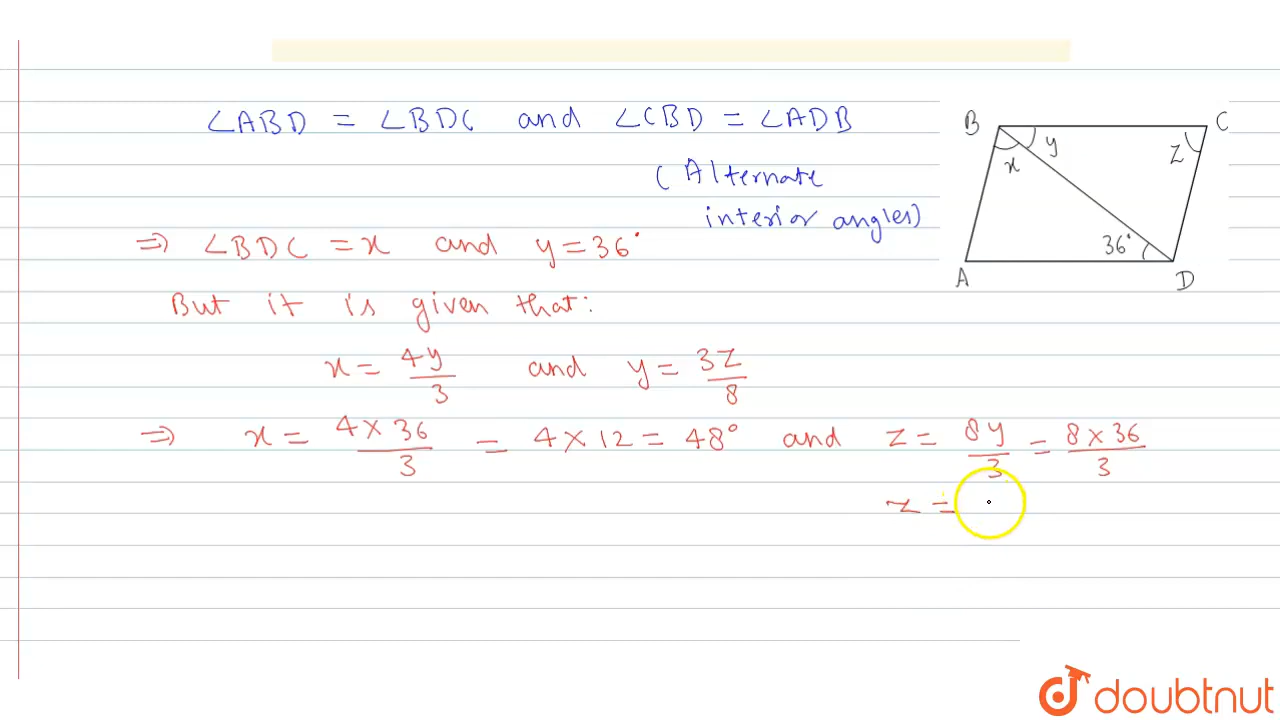 ∠ABD = ∠BDC and ∠CBD = ∠ADB
(Alternate
interior angles)
⇒ ∠BDC = x and y = 36°
But it is given that:
x = 4y/3 and y = 3z/8
⇒ x = 4×36/3 = 4×12 = 48° and z = 8y/3 = 8×36/3
z =
B C
y
x
z
36°
A D
doubtnut